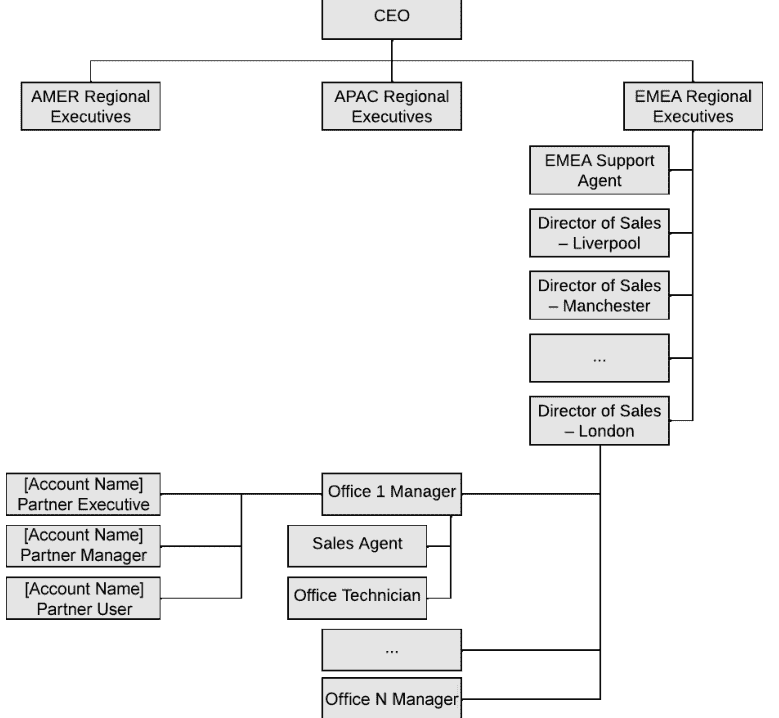 CEO
AMER Regional
Executives
APAC Regional
Executives
EMEA Regional
Executives
EMEA Support
Agent
Director of Sales
– Liverpool
Director of Sales
– Manchester
...
Director of Sales
– London
[Account Name]
Partner Executive
Office 1 Manager
[Account Name]
Partner Manager
Sales Agent
[Account Name]
Partner User
Office Technician
...
Office N Manager